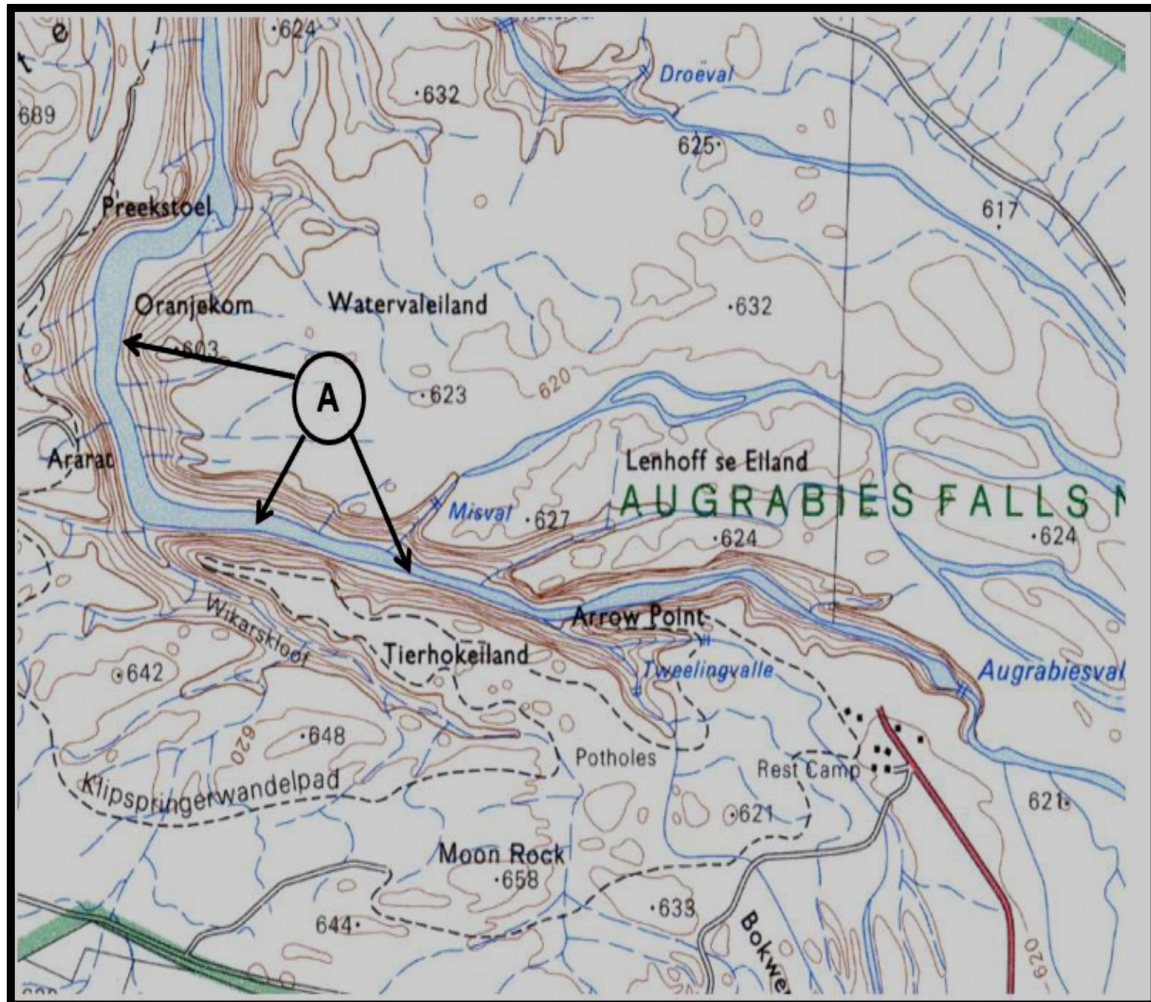 624
t e
Droëval
632
689
625
Preekstoel
617
Oranjekom
Watervaleiland
632
603
620
A
623
Ararat
Lenhoff se Eiland
Misval
627
AUGRABIES FALLS N
624
624
Wikarskloof
Arrow Point
Tierhokeiland
Tweelingvalle
Augrabiesval
642
648
620
Potholes
Rest Camp
Klipspringerwandelpad
621
621
Moon Rock
658
644
633
Bokwe
620